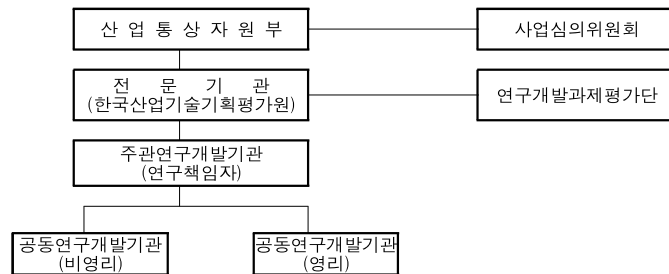 산 업 통 상 자 원 부
사업심의위원회
전 문 기 관
(한국산업기술기획평가원)
연구개발과제평가단
주관연구개발기관
(연구책임자)
공동연구개발기관
(비영리)
공동연구개발기관
(영리)